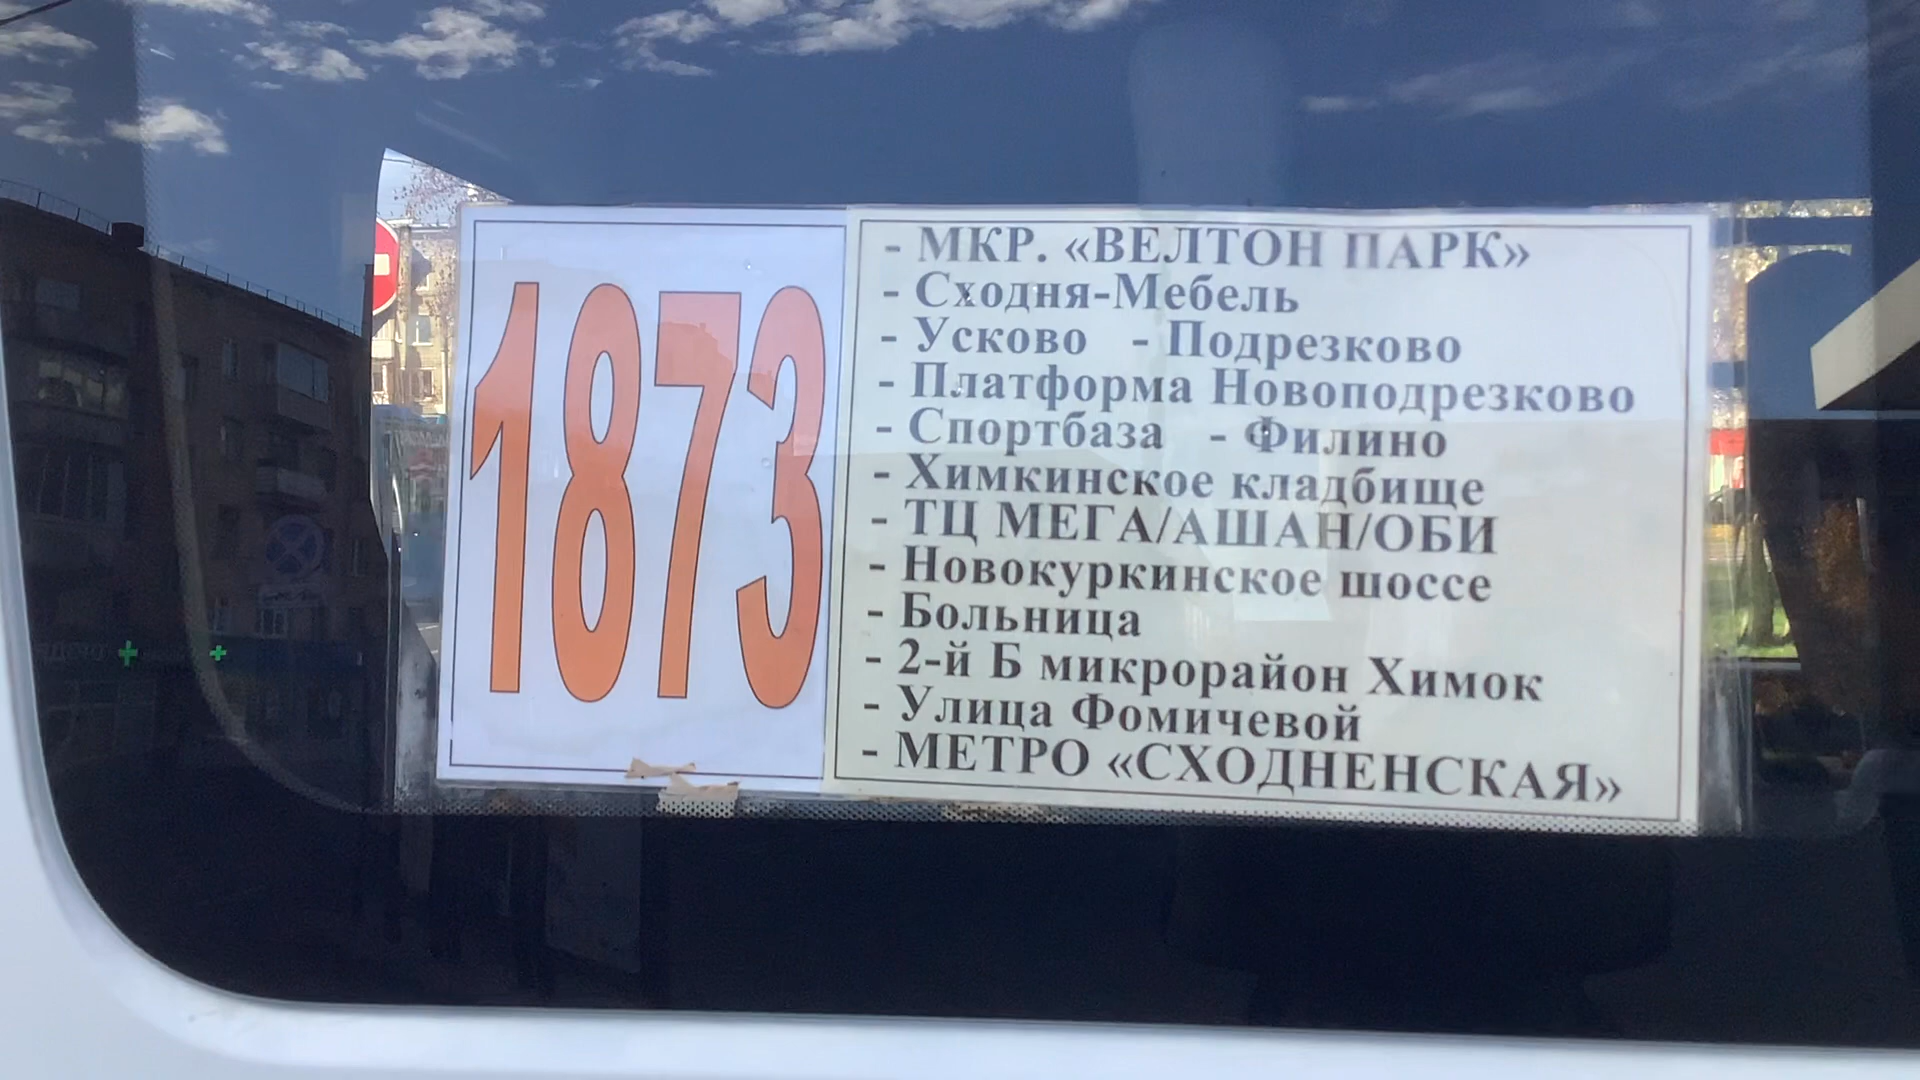 1873
- МКР. «ВЕЛТОН ПАРК»
- Сходня-Мебель
- Усково - Подрезково
- Платформа Новоподрезково
- Спортбаза - Филино
- Химкинское кладбище
- ТЦ МЕГА/АШАН/ОБИ
- Новокуркинское шоссе
- Больница
- 2-й Б микрорайон Химок
- Улица Фомичевой
- МЕТРО «СХОДНЕНСКАЯ»